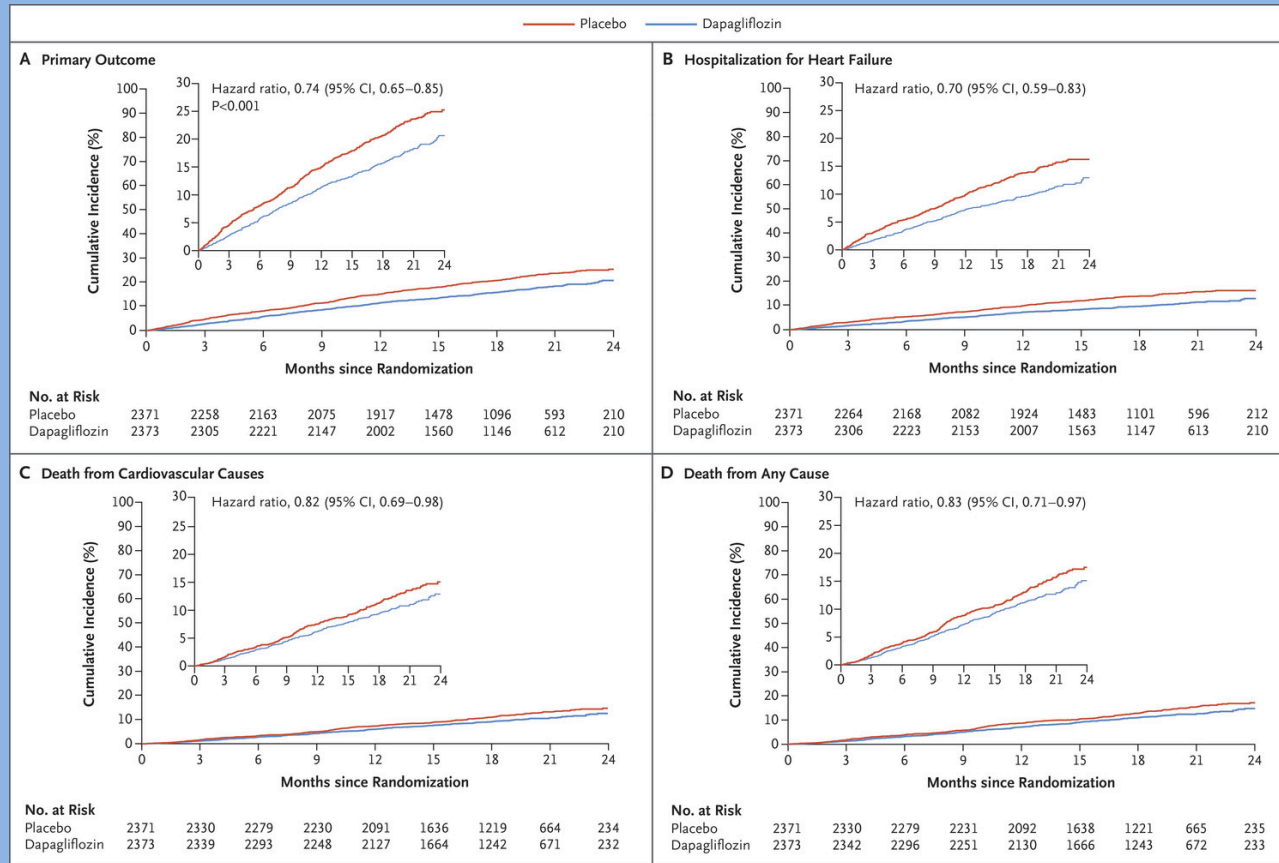 Placebo Dapagliflozin
A Primary Outcome
Hazard ratio, 0.74 (95% CI, 0.65–0.85)
P<0.001
30
25
20
15
10
5
0
0 3 6 9 12 15 18 21 24
Cumulative Incidence (%)
100
90
80
70
60
50
40
30
20
10
0
0 3 6 9 12 15 18 21 24
Months since Randomization
No. at Risk
Placebo 2371 2258 2163 2075 1917 1478 1096 593 210
Dapagliflozin 2373 2305 2221 2147 2002 1560 1146 612 210
B Hospitalization for Heart Failure
Hazard ratio, 0.70 (95% CI, 0.59–0.83)
30
25
20
15
10
5
0
0 3 6 9 12 15 18 21 24
Cumulative Incidence (%)
100
90
80
70
60
50
40
30
20
10
0
0 3 6 9 12 15 18 21 24
Months since Randomization
No. at Risk
Placebo 2371 2264 2168 2082 1924 1483 1101 596 212
Dapagliflozin 2373 2306 2223 2153 2007 1563 1147 613 210
C Death from Cardiovascular Causes
Hazard ratio, 0.82 (95% CI, 0.69–0.98)
30
25
20
15
10
5
0
0 3 6 9 12 15 18 21 24
Cumulative Incidence (%)
100
90
80
70
60
50
40
30
20
10
0
0 3 6 9 12 15 18 21 24
Months since Randomization
No. at Risk
Placebo 2371 2330 2279 2230 2091 1636 1219 664 234
Dapagliflozin 2373 2339 2293 2248 2127 1664 1242 671 232
D Death from Any Cause
Hazard ratio, 0.83 (95% CI, 0.71–0.97)
30
25
20
15
10
5
0
0 3 6 9 12 15 18 21 24
Cumulative Incidence (%)
100
90
80
70
60
50
40
30
20
10
0
0 3 6 9 12 15 18 21 24
Months since Randomization
No. at Risk
Placebo 2371 2330 2279 2231 2092 1638 1221 665 235
Dapagliflozin 2373 2342 2296 2251 2130 1666 1243 672 233